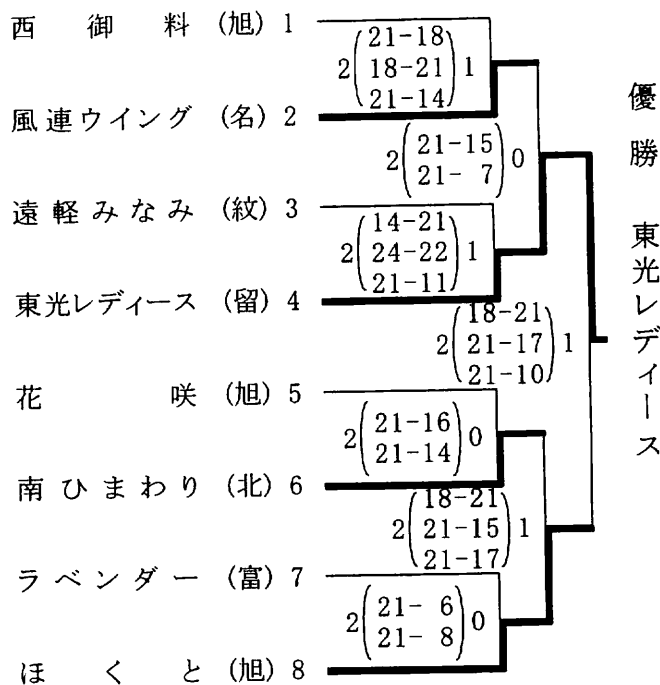 西御料 (旭) 1
2(21-18 18-21 21-14)1
風連ウイング (名) 2
2(21-15 21-7)0
遠軽みなみ (紋) 3
2(14-21 24-22 21-11)1
東光レディース (留) 4
2(18-21 21-17 21-10)1
花咲 (旭) 5
2(21-16 21-14)0
南ひまわり (北) 6
2(18-21 21-15 21-17)1
ラベンダー (富) 7
2(21-6 21-8)0
ほくと (旭) 8
優勝 東光レディース